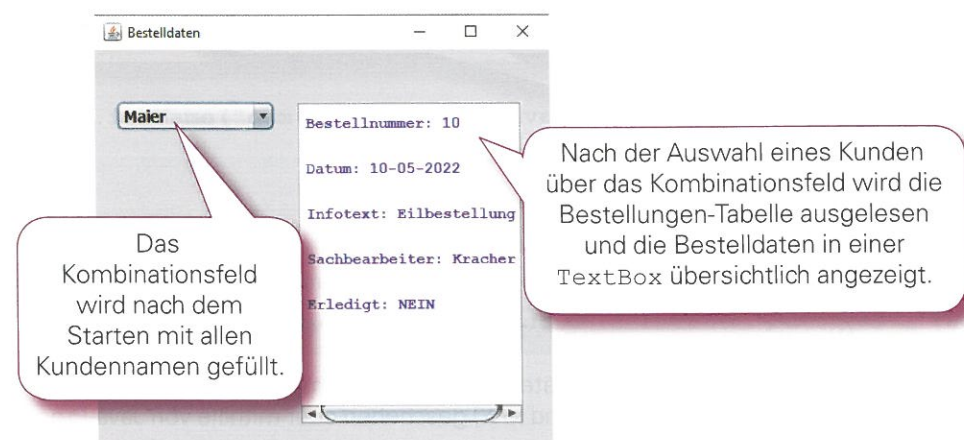 Bestelldaten
Maier
Bestellnummer: 10
Datum: 10-05-2022
Infotext: Eilbestellung
Sachbearbeiter: Kracher
Erledigt: NEIN
Das
Kombinationsfeld
wird nach dem
Starten mit allen
Kundennamen gefüllt.
Nach der Auswahl eines Kunden
über das Kombinationsfeld wird die
Bestellungen-Tabelle ausgelesen
und die Bestelldaten in einer
TextBox übersichtlich angezeigt.